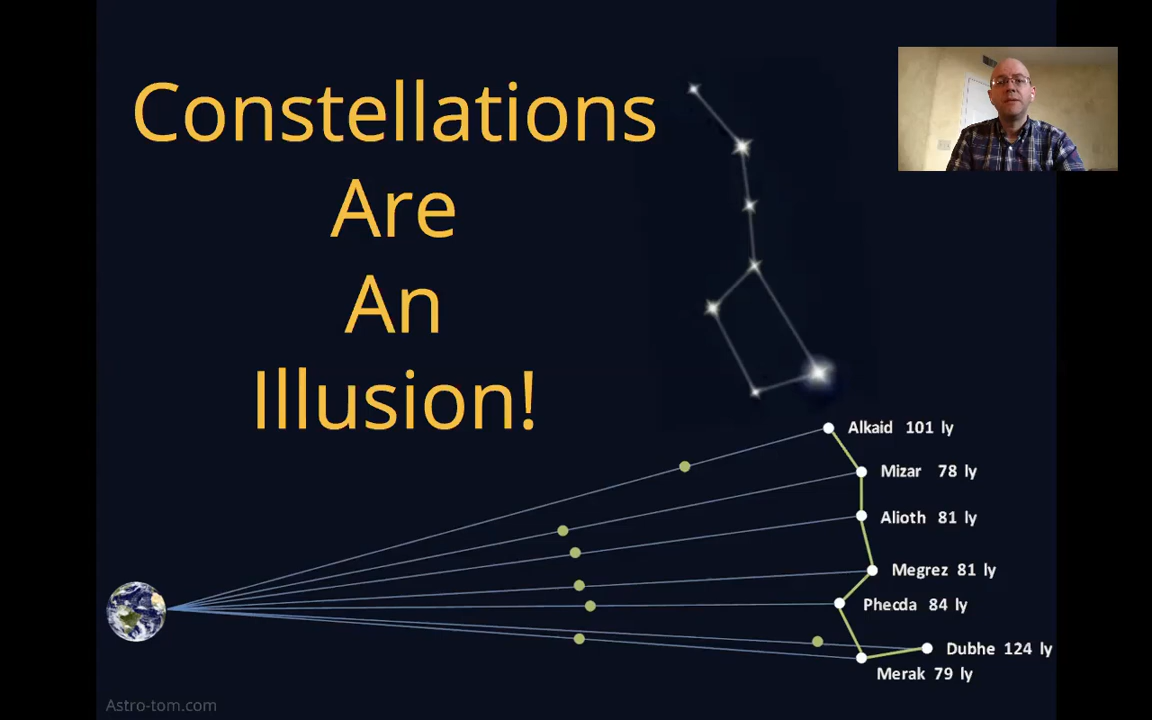 Constellations
Are
An
Illusion!
Alkaid 101 ly
Mizar 78 ly
Alioth 81 ly
Megrez 81 ly
Phecda 84 ly
Dubhe 124 ly
Merak 79 ly
Astro-tom.com